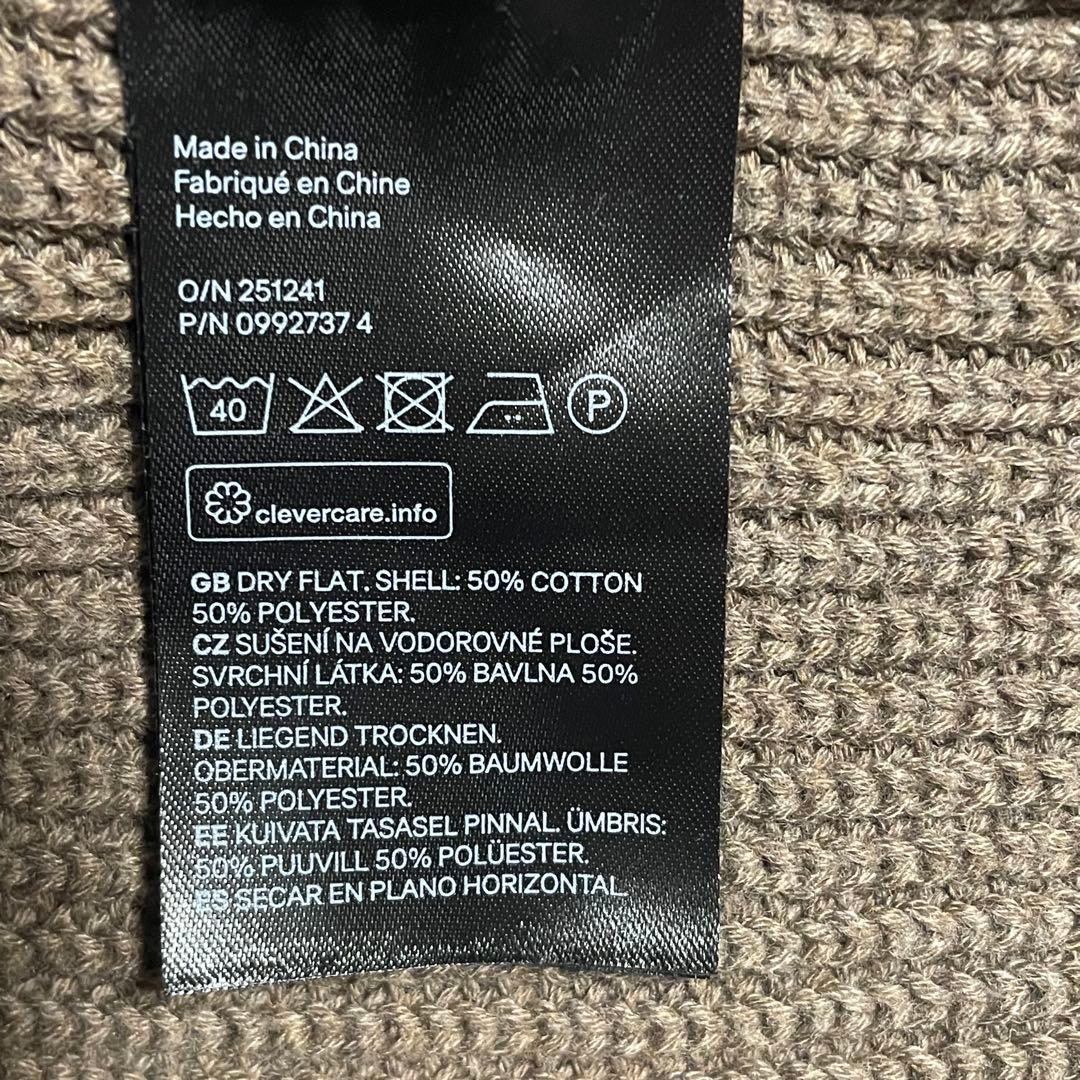 Made in China
Fabriqué en Chine
Hecho en China
O/N 251241
P/N 0992737 4
40 P
clevercare.info
GB DRY FLAT. SHELL: 50% COTTON
50% POLYESTER.
CZ SUŠENÍ NA VODOROVNÉ PLOŠE.
SVRCHNÍ LÁTKA: 50% BAVLNA 50%
POLYESTER.
DE LIEGEND TROCKNEN.
OBERMATERIAL: 50% BAUMWOLLE
50% POLYESTER.
EE KUIVATA TASASEL PINNAL. ÜMBRIS:
50% PUUVILL 50% POLÜESTER.
ES SECAR EN PLANO HORIZONTAL.